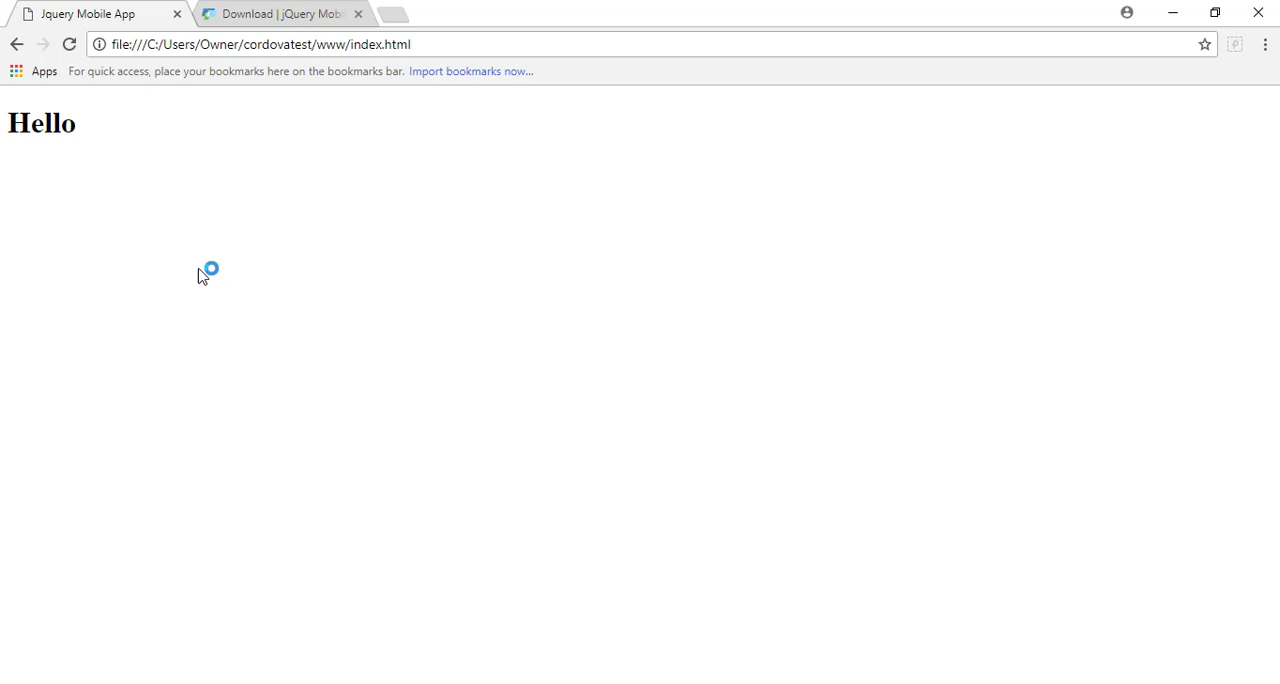 Jquery Mobile App
Download | jQuery Mobi
file:///C:/Users/Owner/cordovatest/www/index.html
Apps For quick access, place your bookmarks here on the bookmarks bar. Import bookmarks now...
Hello